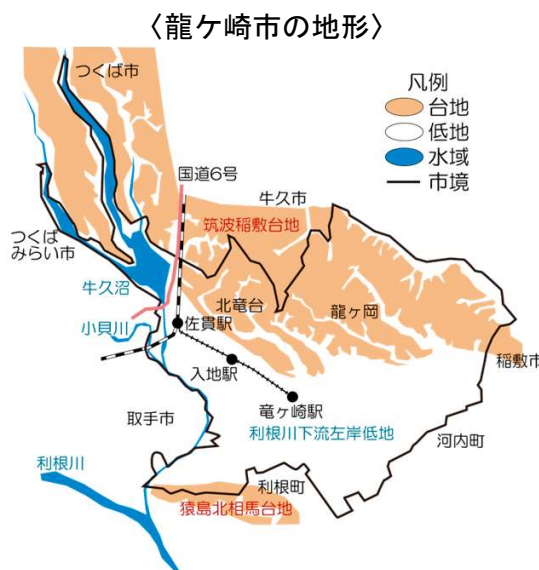 〈龍ケ崎市の地形〉
つくば市
凡例
台地
低地
水域
市境
国道6号
牛久市
筑波稲敷台地
つくば
みらい市
牛久沼
北竜台
龍ヶ岡
小貝川
佐貫駅
稲敷市
入地駅
竜ヶ崎駅
取手市
利根川下流左岸低地
河内町
利根川
利根町
猿島北相馬台地